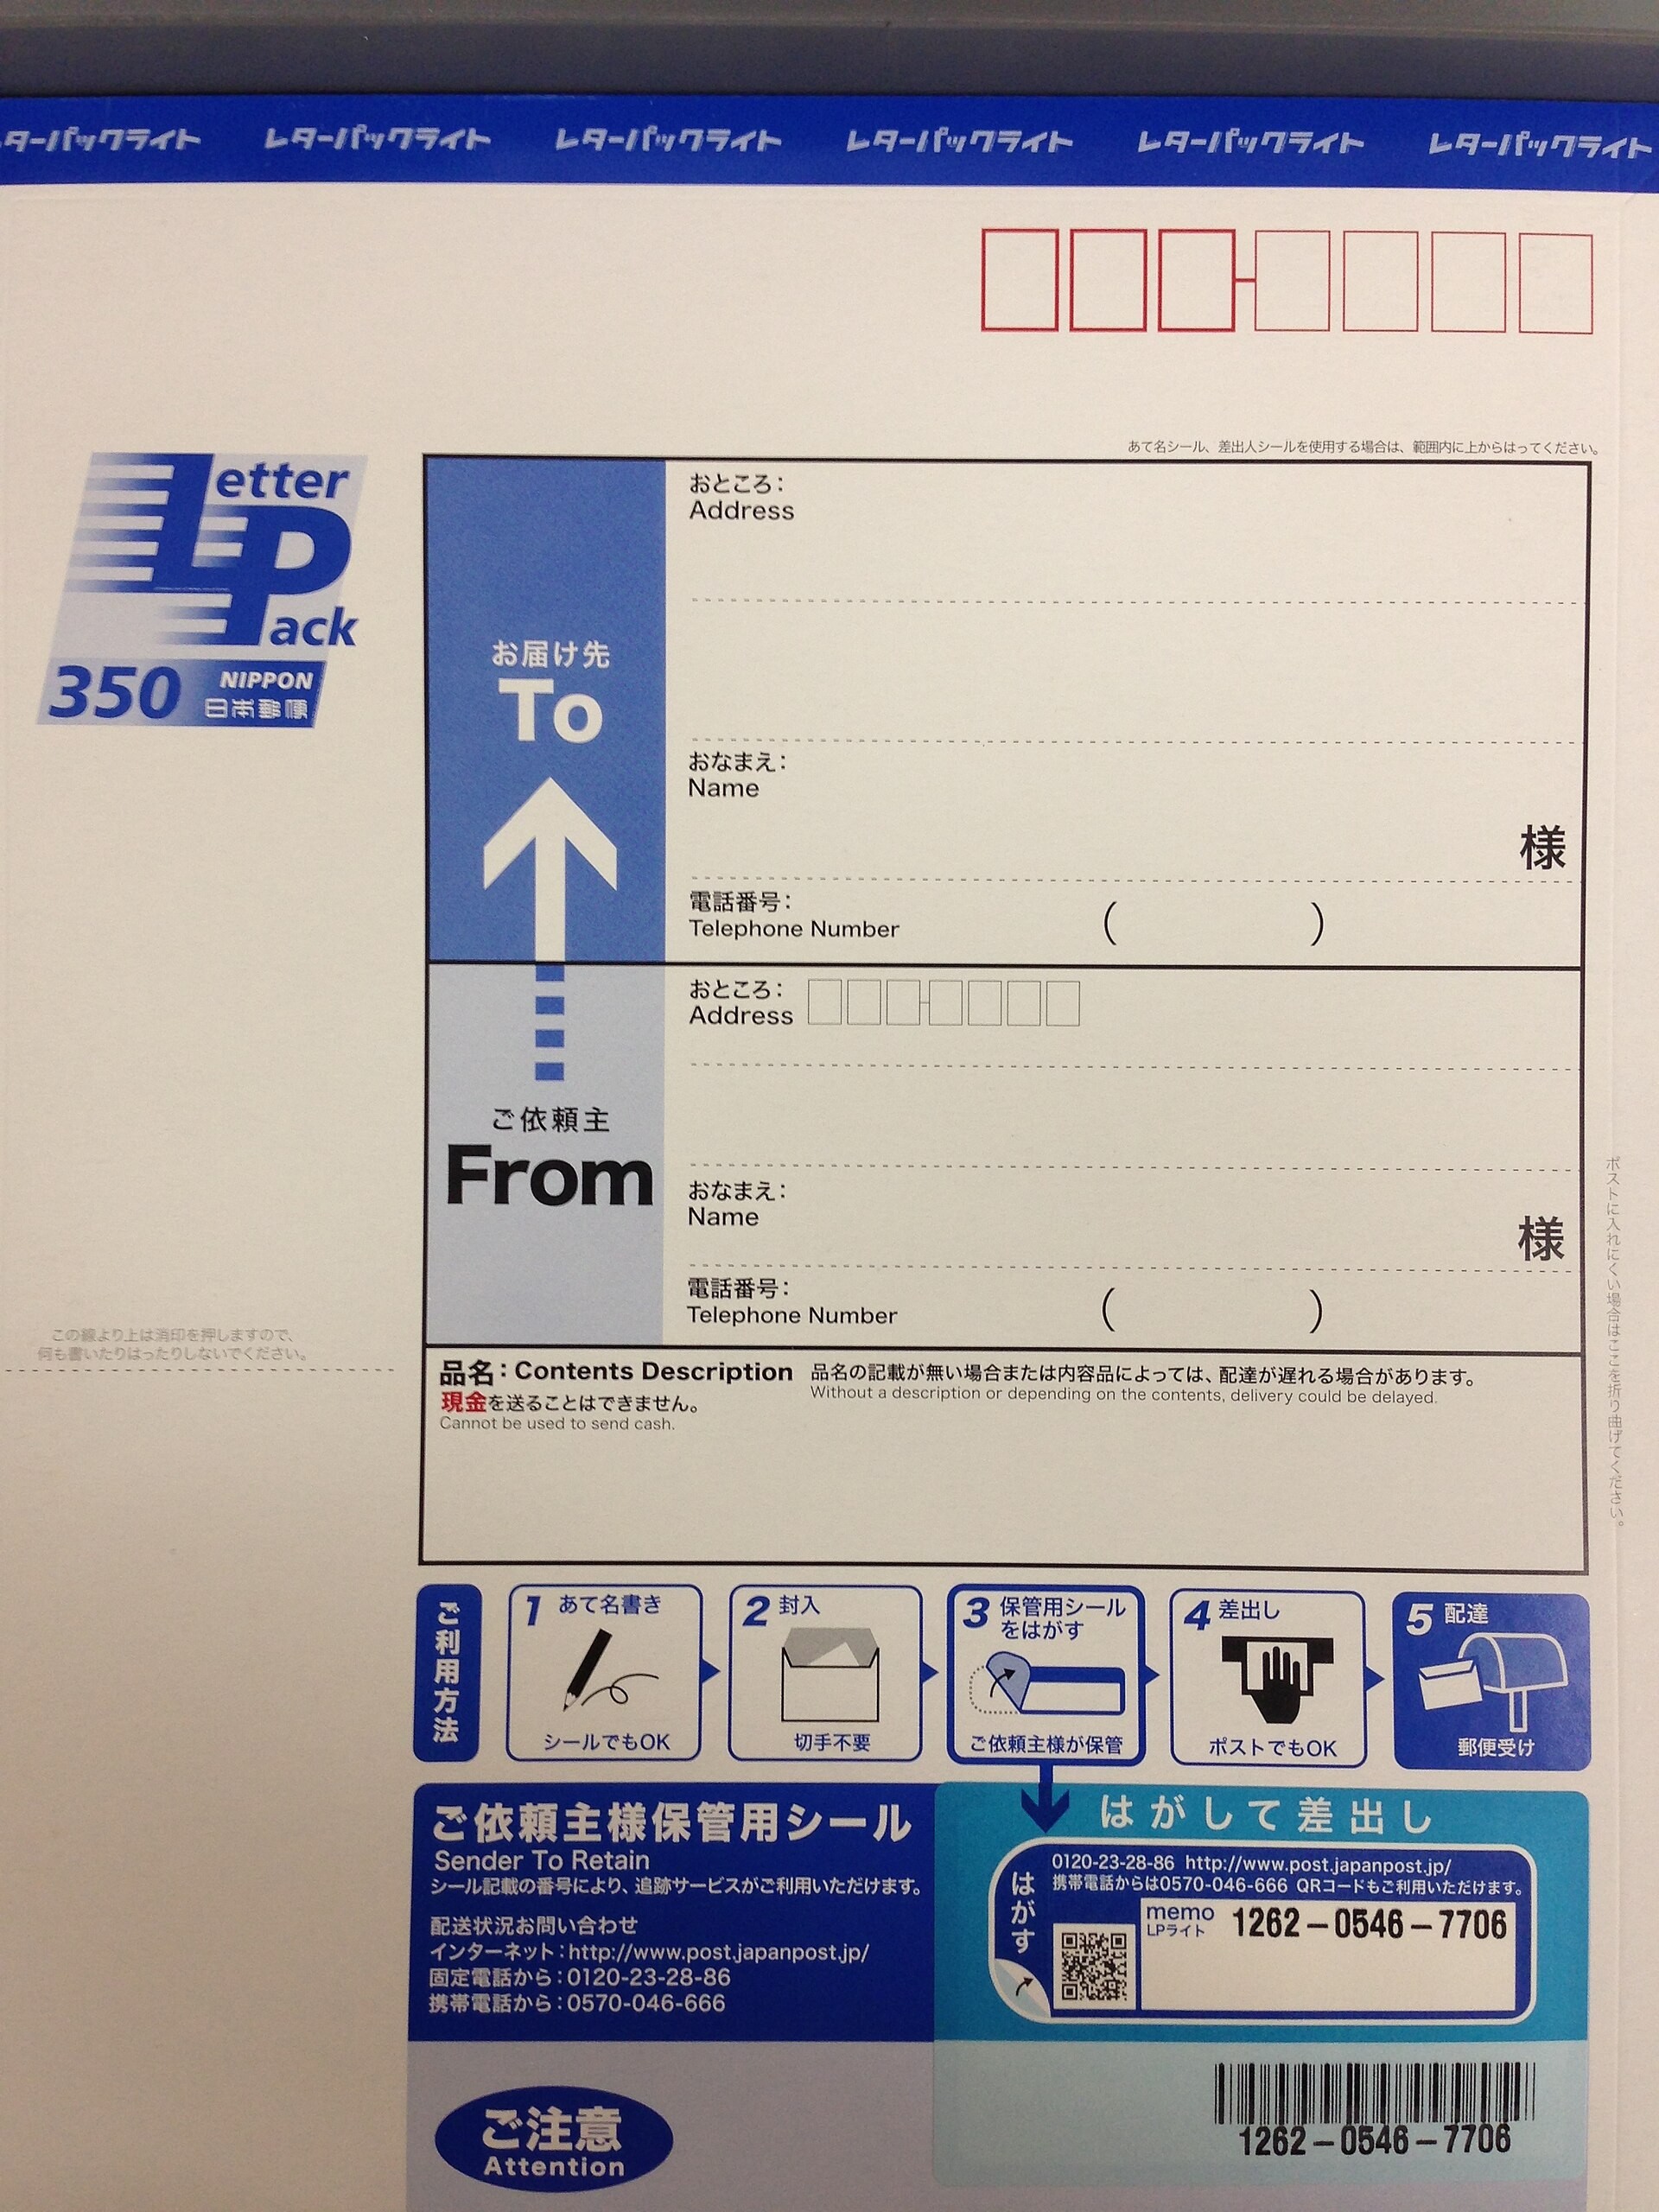 ターパックライト レターパックライト レターパックライト レターパックライト レターパックライト レターパックライト
あて名シール、差出人シールを使用する場合は、範囲内に上からはってください。
Letter
Pack
350 NIPPON
日本郵便
お届け先
To
おところ:
Address
おなまえ:
Name
様
電話番号:
Telephone Number ( )
ご依頼主
From
おところ:
Address
おなまえ:
Name
様
電話番号:
Telephone Number ( )
この線より上は消印を押しますので、
何も書いたりはったりしないでください。
ポストに入れにくい場合はここを折り曲げてください。
品名:Contents Description 品名の記載が無い場合または内容品によっては、配達が遅れる場合があります。
Without a description or depending on the contents, delivery could be delayed.
現金を送ることはできません。
Cannot be used to send cash.
ご利用方法
1 あて名書き
シールでもOK
2 封入
切手不要
3 保管用シール
をはがす
ご依頼主様が保管
4 差出し
ポストでもOK
5 配達
郵便受け
ご依頼主様保管用シール
Sender To Retain
シール記載の番号により、追跡サービスがご利用いただけます。
配送状況お問い合わせ
インターネット:http://www.post.japanpost.jp/
固定電話から:0120-23-28-86
携帯電話から:0570-046-666
はがして差出し
はがす
0120-23-28-86 http://www.post.japanpost.jp/
携帯電話からは0570-046-666 QRコードもご利用いただけます。
memo
LPライト
1262-0546-7706
1262-0546-7706
ご注意
Attention